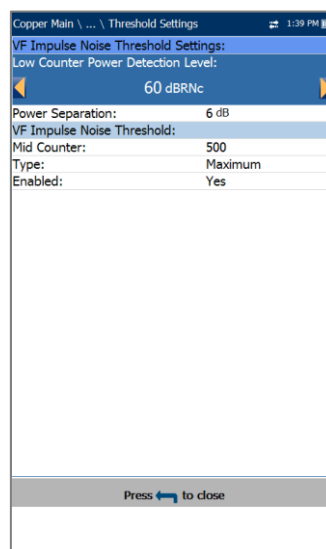 Copper Main \ ... \ Threshold Settings 1:39 PM
VF Impulse Noise Threshold Settings:
Low Counter Power Detection Level:
60 dBRNc
Power Separation: 6 dB
VF Impulse Noise Threshold:
Mid Counter: 500
Type: Maximum
Enabled: Yes
Press to close